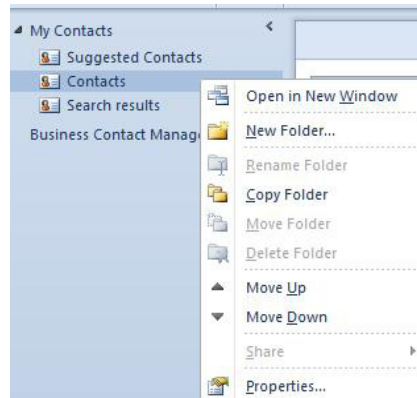 My Contacts
Suggested Contacts
Contacts
Search results
Business Contact Manag
Open in New Window
New Folder...
Rename Folder
Copy Folder
Move Folder
Delete Folder
Move Up
Move Down
Share
Properties...